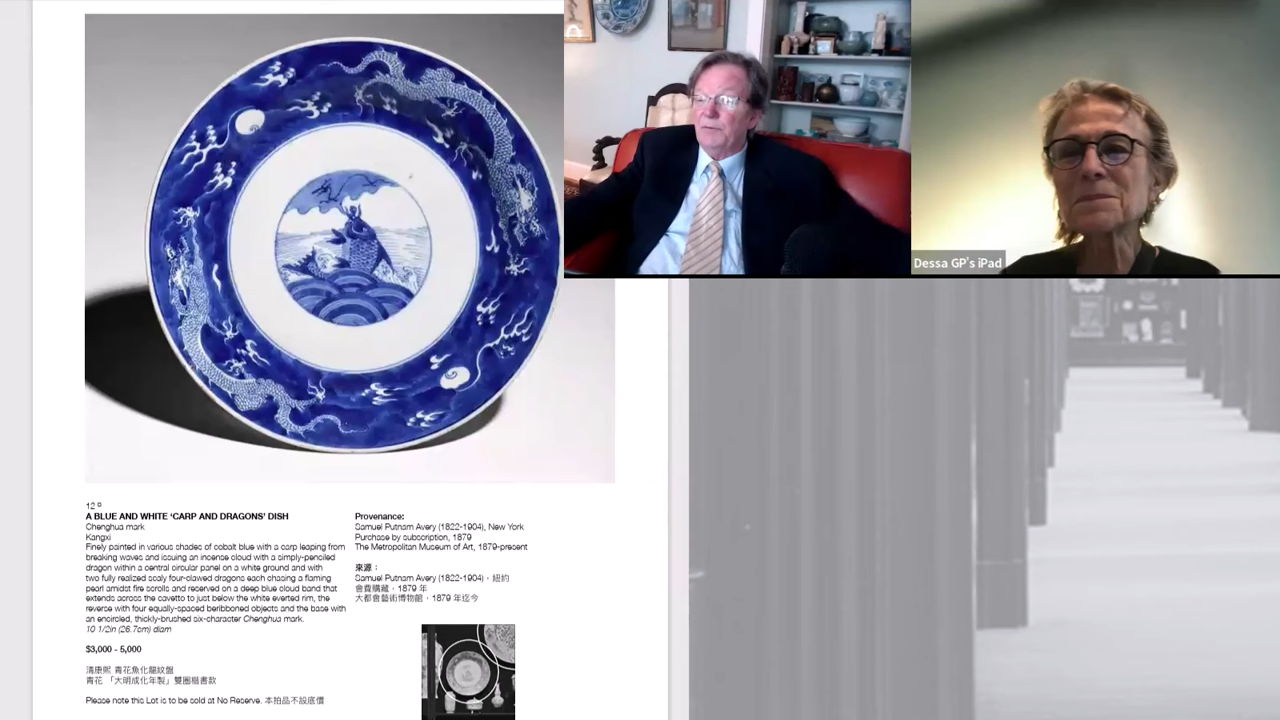 Dessa GP's iPad
12 ¤
A BLUE AND WHITE ‘CARP AND DRAGONS’ DISH
Chenghua mark
Kangxi
Finely painted in various shades of cobalt blue with a carp leaping from
breaking waves and issuing an incense cloud with a simply-penciled
dragon within a central circular panel on a white ground and with
two fully realized scaly four-clawed dragons each chasing a flaming
pearl amidst fire scrolls and reserved on a deep blue cloud band that
extends across the cavetto to just below the white everted rim, the
reverse with four equally-spaced beribboned objects and the base with
an encircled, thickly-brushed six-character Chenghua mark.
10 1/2in (26.7cm) diam
$3,000 - 5,000
清康熙 青花魚化龍紋盤
青花 「大明成化年製」雙圈楷書款
Please note this Lot is to be sold at No Reserve. 本拍品不設底價
Provenance:
Samuel Putnam Avery (1822-1904), New York
Purchase by subscription, 1879
The Metropolitan Museum of Art, 1879-present
來源：
Samuel Putnam Avery (1822-1904)，紐約
會費購藏，1879 年
大都會藝術博物館，1879 年迄今